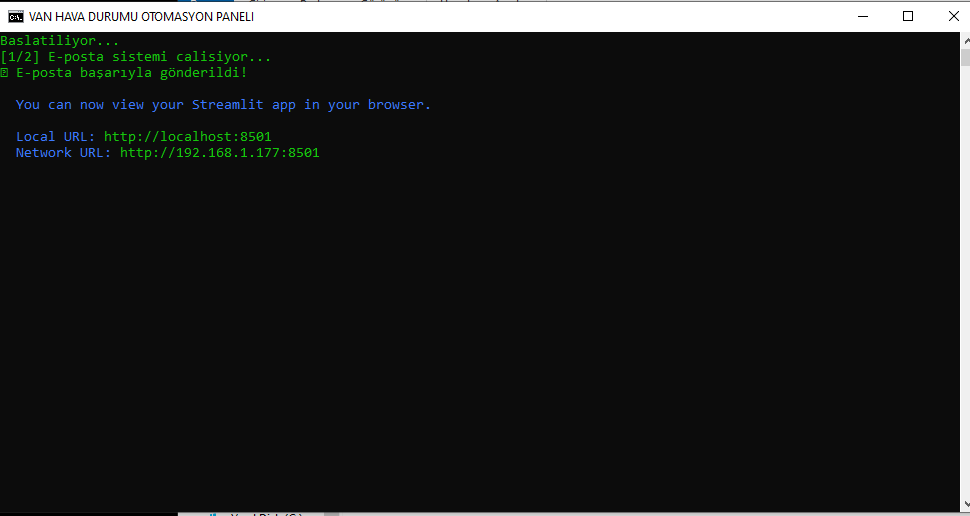 VAN HAVA DURUMU OTOMASYON PANELI
Baslatiliyor...
[1/2] E-posta sistemi calisiyor...
E-posta başarıyla gönderildi!
You can now view your Streamlit app in your browser.
Local URL: http://localhost:8501
Network URL: http://192.168.1.177:8501